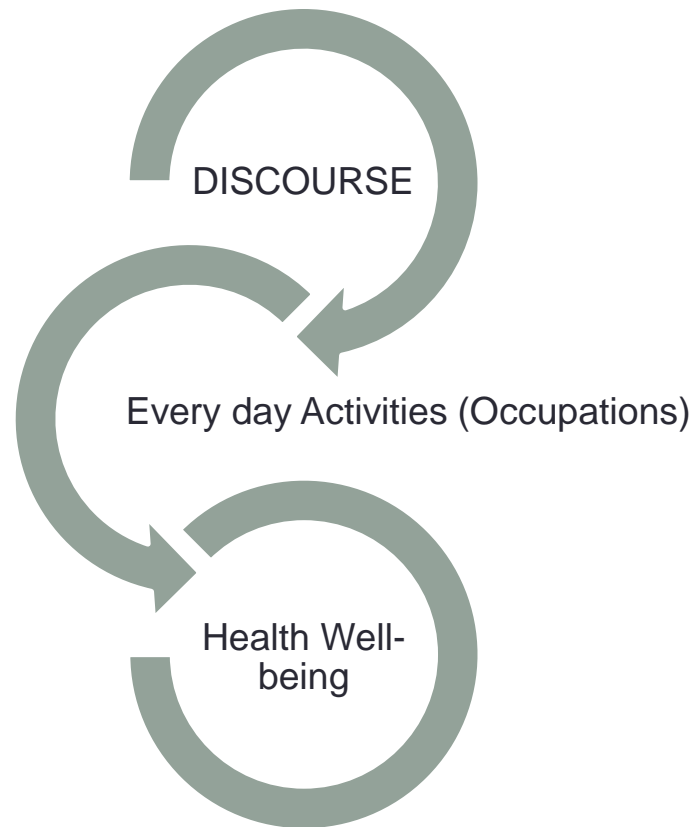 DISCOURSE
Every day Activities (Occupations)
Health Well-
being